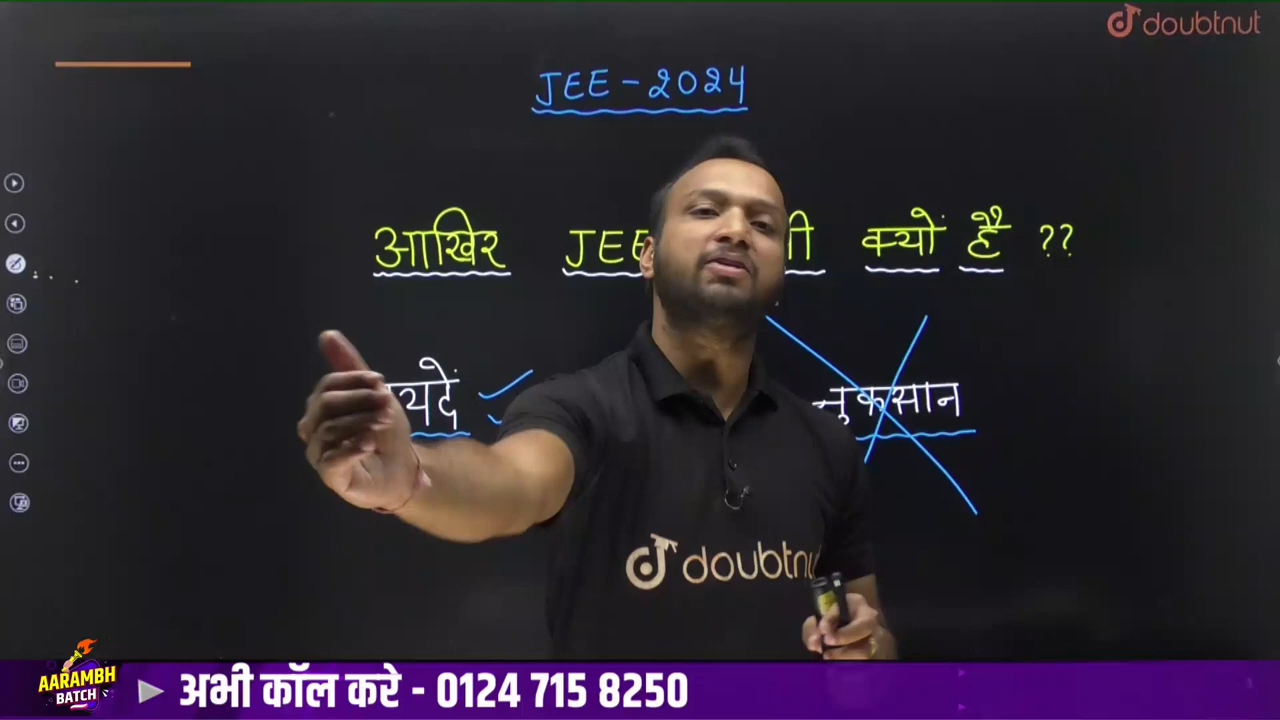 doubtnut
JEE-2024
आखिर JEE क्यों है ??
नुकसान
doubtnut
AARAMBH
BATCH
अभी कॉल करे - 0124 715 8250